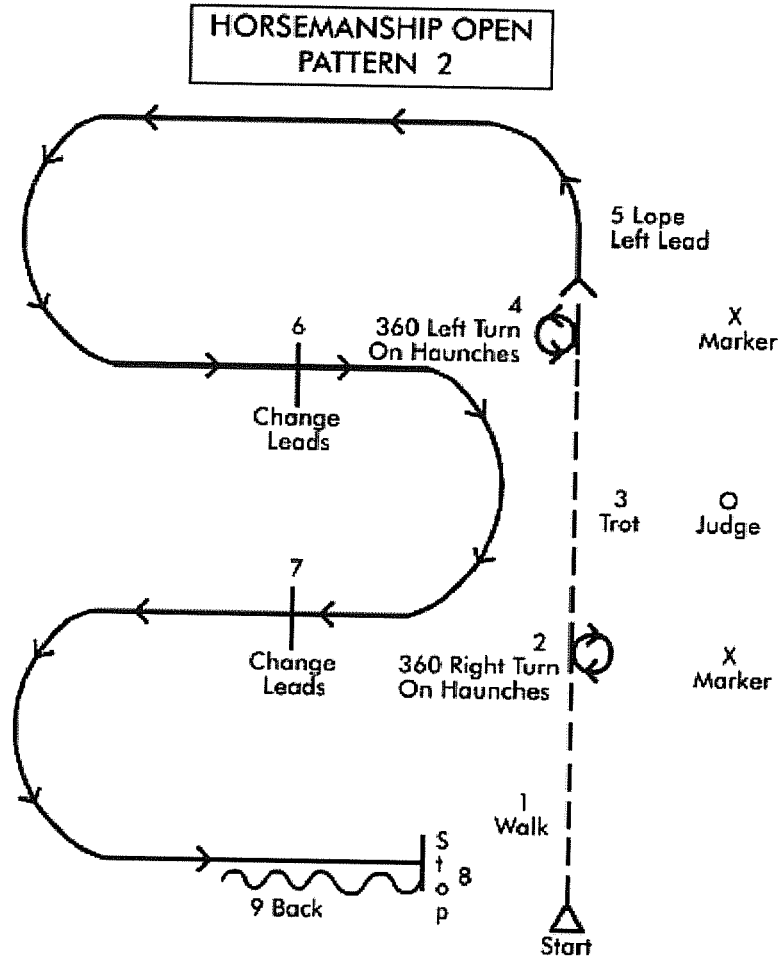 HORSEMANSHIP OPEN
PATTERN 2
5 Lope
Left Lead
4
360 Left Turn
On Haunches
X
Marker
6
Change
Leads
3
Trot
O
Judge
7
Change
Leads
2
360 Right Turn
On Haunches
X
Marker
1
Walk
Stop
8
9 Back
Start